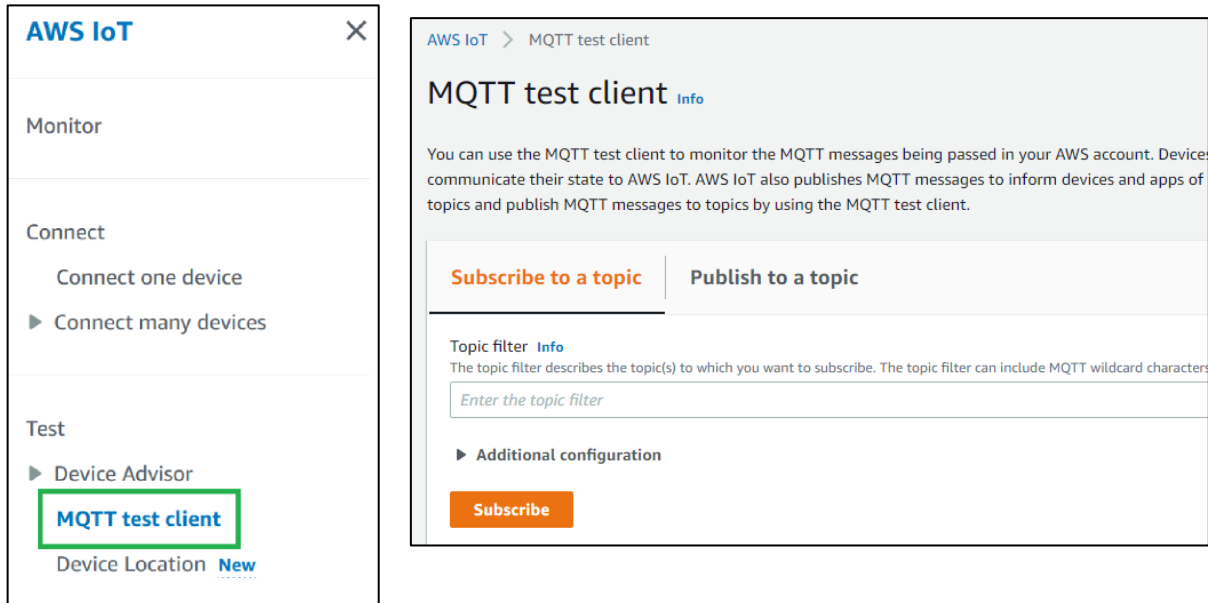 AWS IoT
Monitor
Connect
Connect one device
Connect many devices
Test
Device Advisor
MQTT test client
Device Location New
AWS IoT > MQTT test client
MQTT test client Info
You can use the MQTT test client to monitor the MQTT messages being passed in your AWS account. Devices
communicate their state to AWS IoT. AWS IoT also publishes MQTT messages to inform devices and apps of
topics and publish MQTT messages to topics by using the MQTT test client.
Subscribe to a topic
Publish to a topic
Topic filter Info
The topic filter describes the topic(s) to which you want to subscribe. The topic filter can include MQTT wildcard characters
Enter the topic filter
Additional configuration
Subscribe